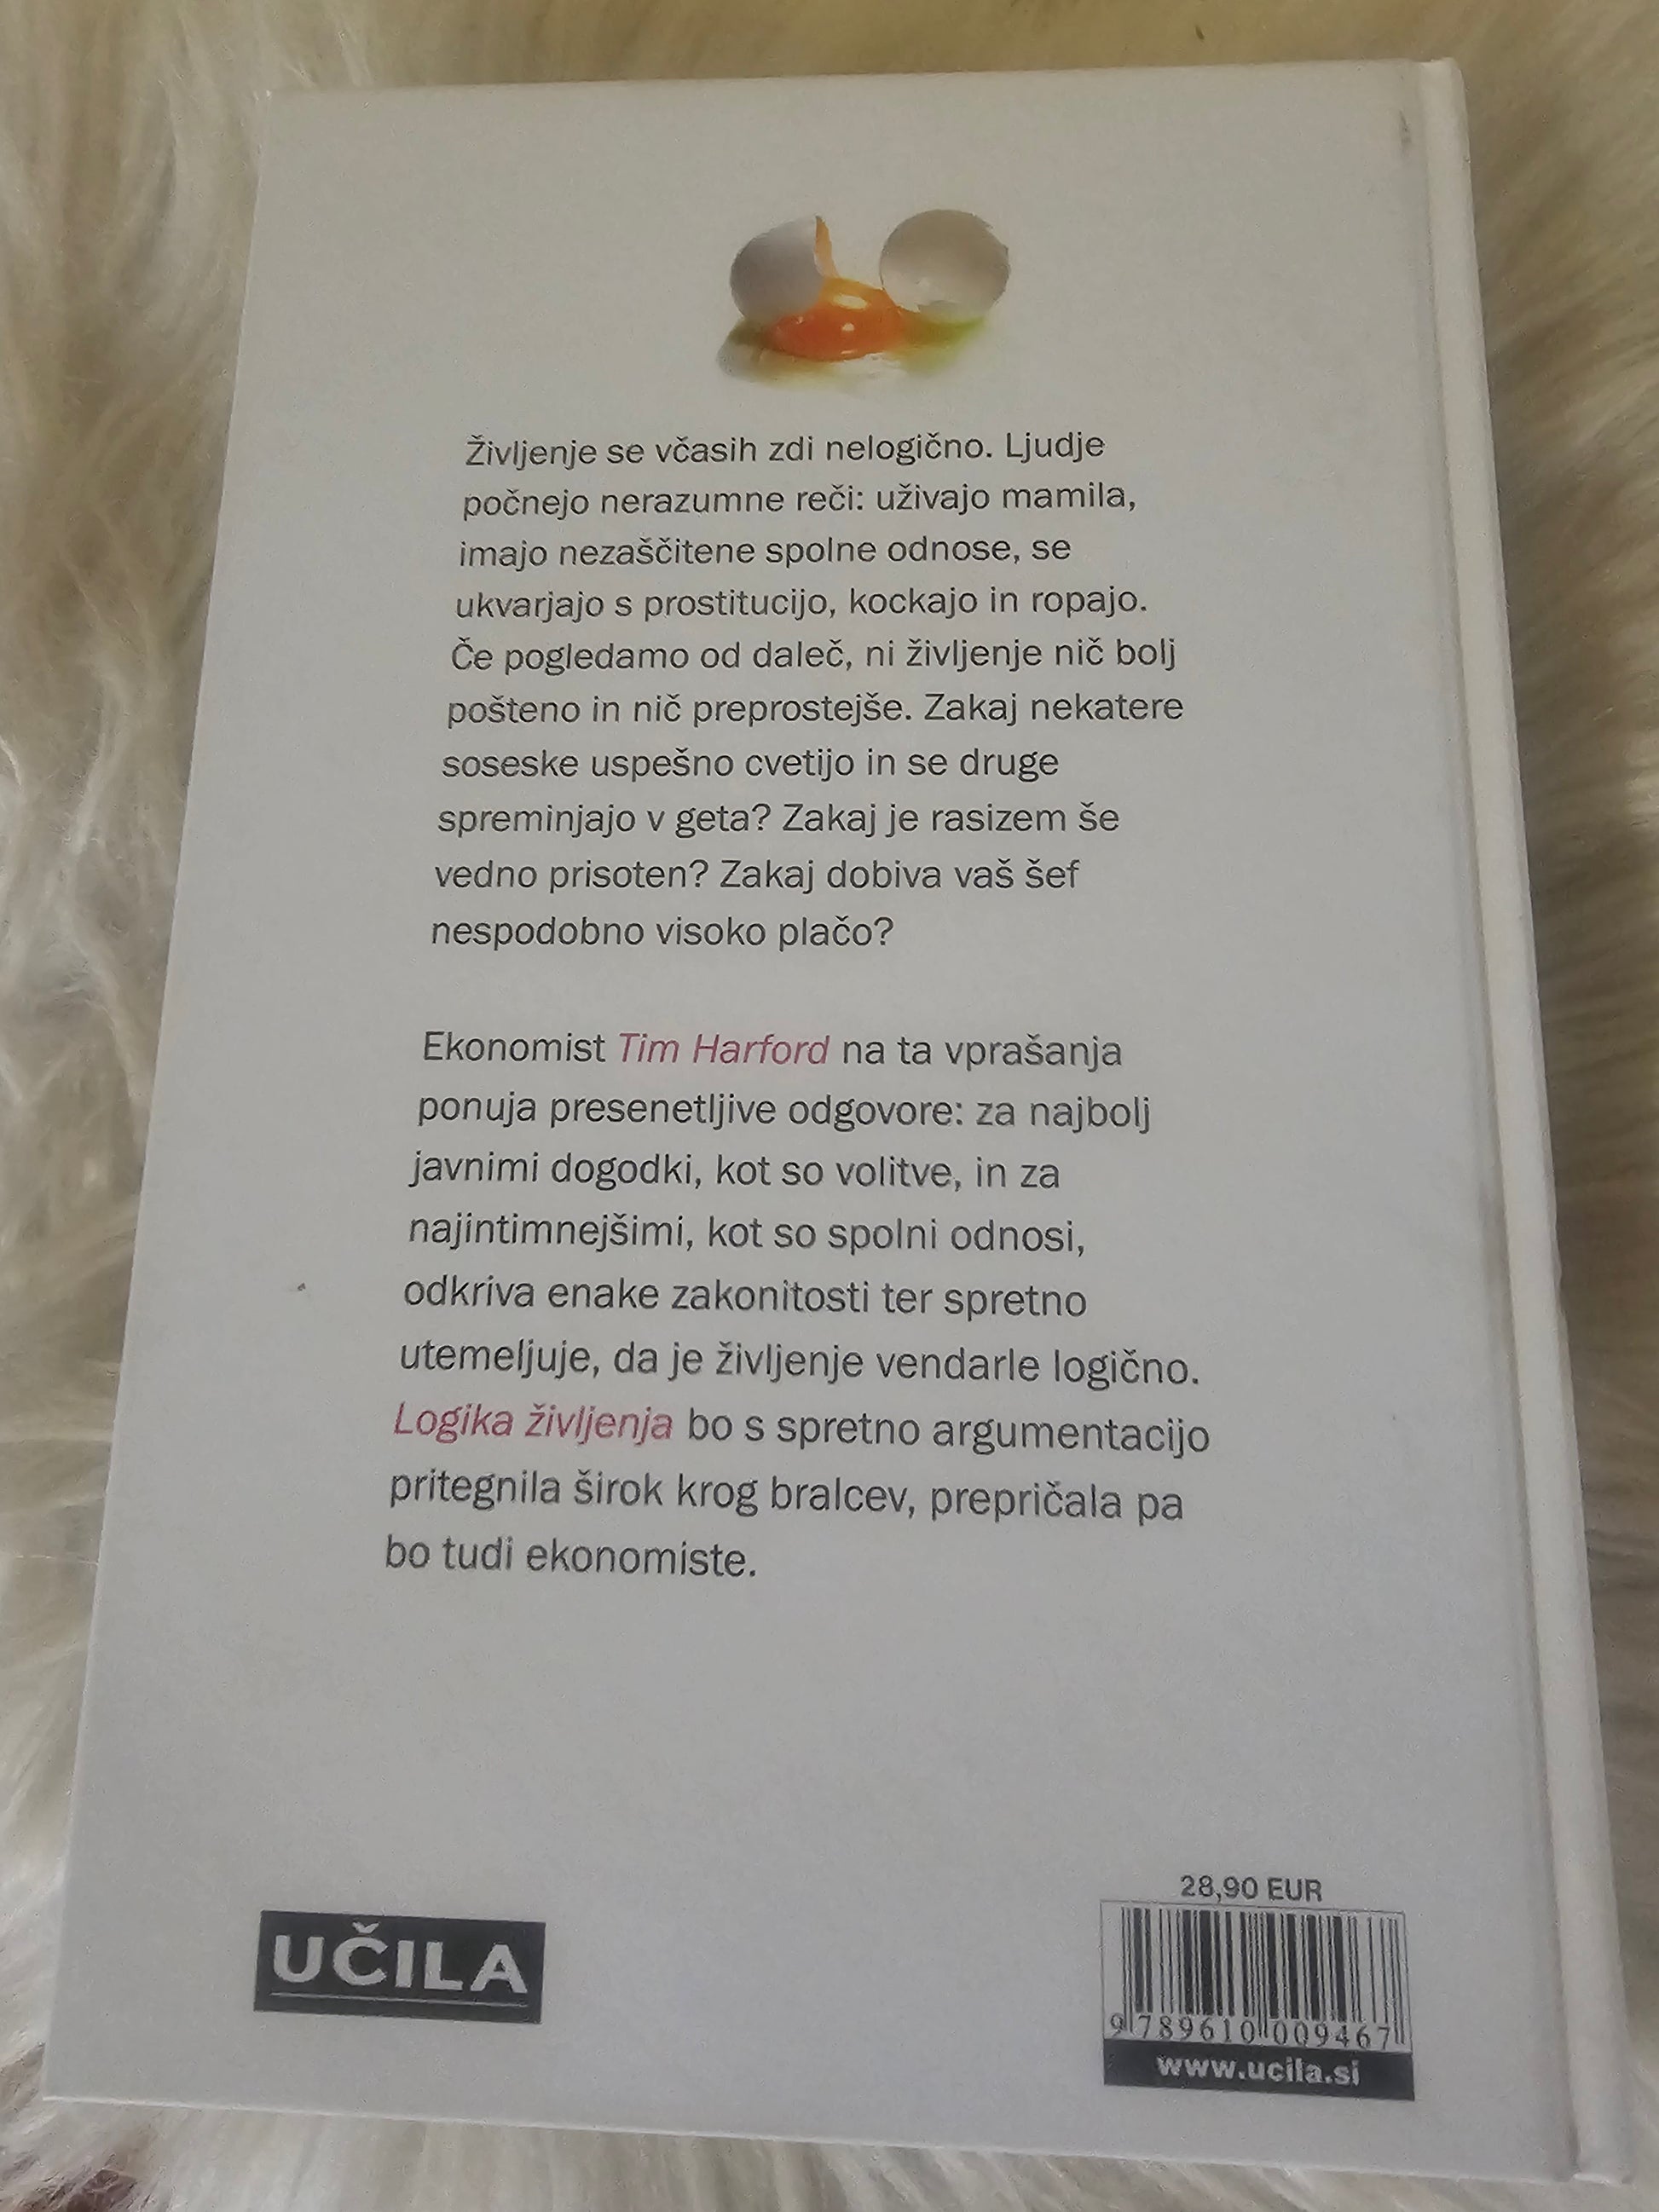 Življenje se včasih zdi nelogično. Ljudje
počnejo nerazumne reči: uživajo mamila,
imajo nezaščitene spolne odnose, se
ukvarjajo s prostitucijo, kockajo in ropajo.
Če pogledamo od daleč, ni življenje nič bolj
pošteno in nič preprostejše. Zakaj nekatere
soseske uspešno cvetijo in se druge
spreminjajo v geta? Zakaj je rasizem še
vedno prisoten? Zakaj dobiva vaš šef
nespodobno visoko plačo?
Ekonomist Tim Harford na ta vprašanja
ponuja presenetljive odgovore: za najbolj
javnimi dogodki, kot so volitve, in za
najintimnejšimi, kot so spolni odnosi,
odkriva enake zakonitosti ter spretno
utemeljuje, da je življenje vendarle logično.
Logika življenja bo s spretno argumentacijo
pritegnila širok krog bralcev, prepričala pa
bo tudi ekonomiste.
UČILA
28,90 EUR
9 789610 009467
www.ucila.si